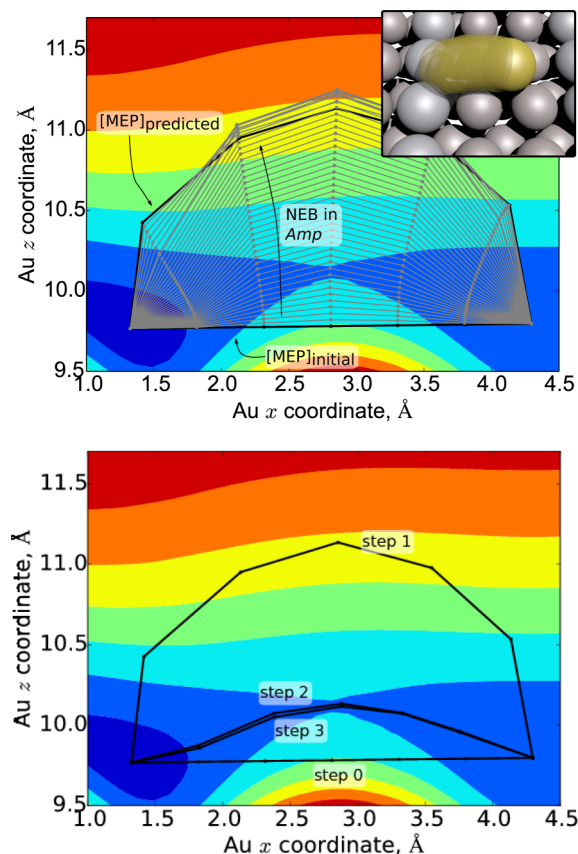 11.5
11.0
10.5
10.0
9.5
Au z coordinate, Å
[MEP]predicted
NEB in
Amp
[MEP]initial
1.0 1.5 2.0 2.5 3.0 3.5 4.0 4.5
Au x coordinate, Å
11.5
11.0
10.5
10.0
9.5
Au z coordinate, Å
step 1
step 2
step 3
step 0
1.0 1.5 2.0 2.5 3.0 3.5 4.0 4.5
Au x coordinate, Å